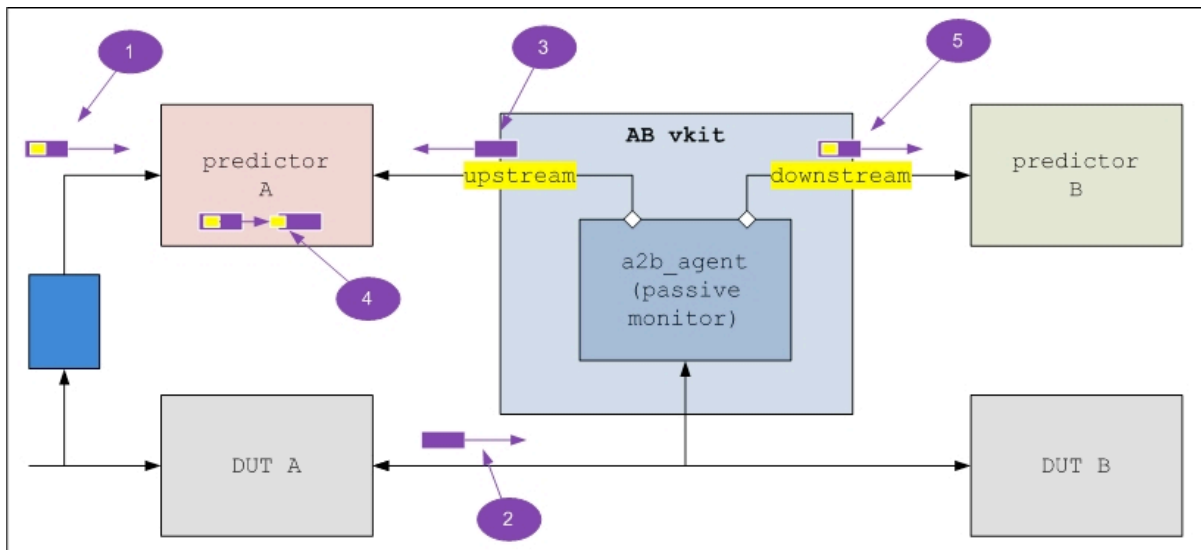 1
3
5
AB vkit
predictor
A
upstream
downstream
predictor
B
4
a2b_agent
(passive
monitor)
DUT A
2
DUT B